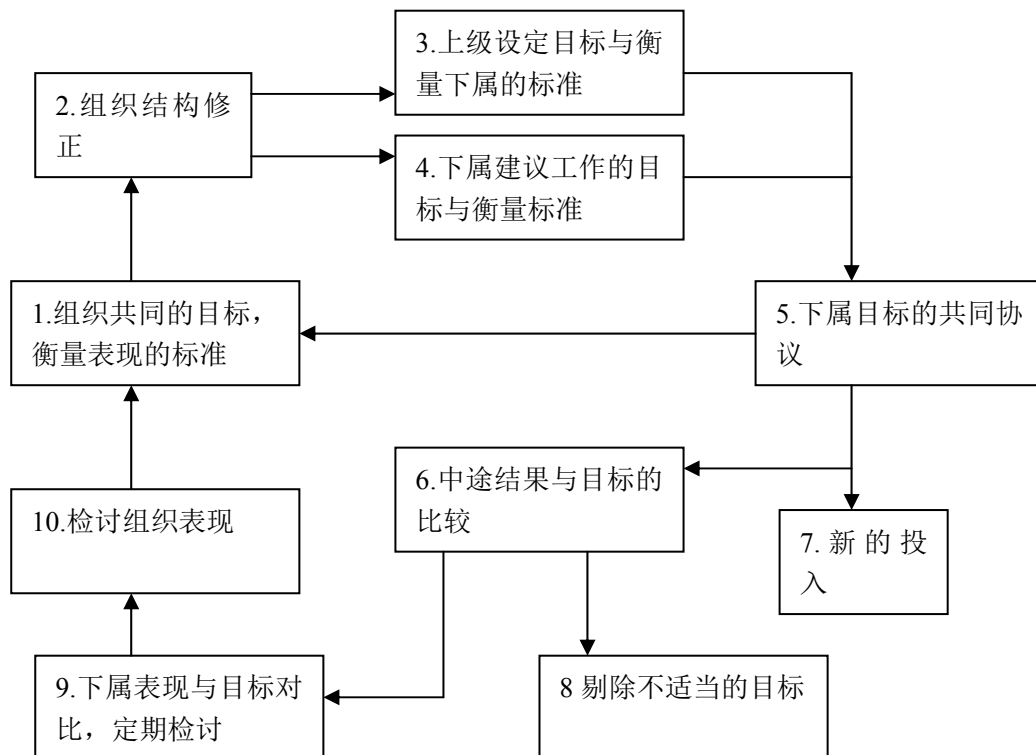 3.上级设定目标与衡
量下属的标准
2.组织结构修
正
4.下属建议工作的目
标与衡量标准
1.组织共同的目标，
衡量表现的标准
5.下属目标的共同协
议
6.中途结果与目标的
比较
10.检讨组织表现
7.新的投
入
9.下属表现与目标对
比，定期检讨
8 剔除不适当的目标